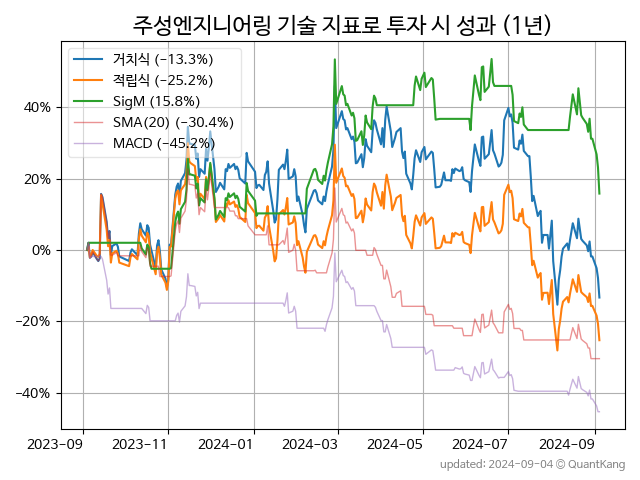 주성엔지니어링 기술 지표로 투자 시 성과 (1년)
거치식 (−13.3%)
적립식 (−25.2%)
SigM (15.8%)
SMA(20) (−30.4%)
MACD (−45.2%)
40%
20%
0%
−20%
−40%
2023-09
2023-11
2024-01
2024-03
2024-05
2024-07
2024-09
updated: 2024-09-04 © QuantKang